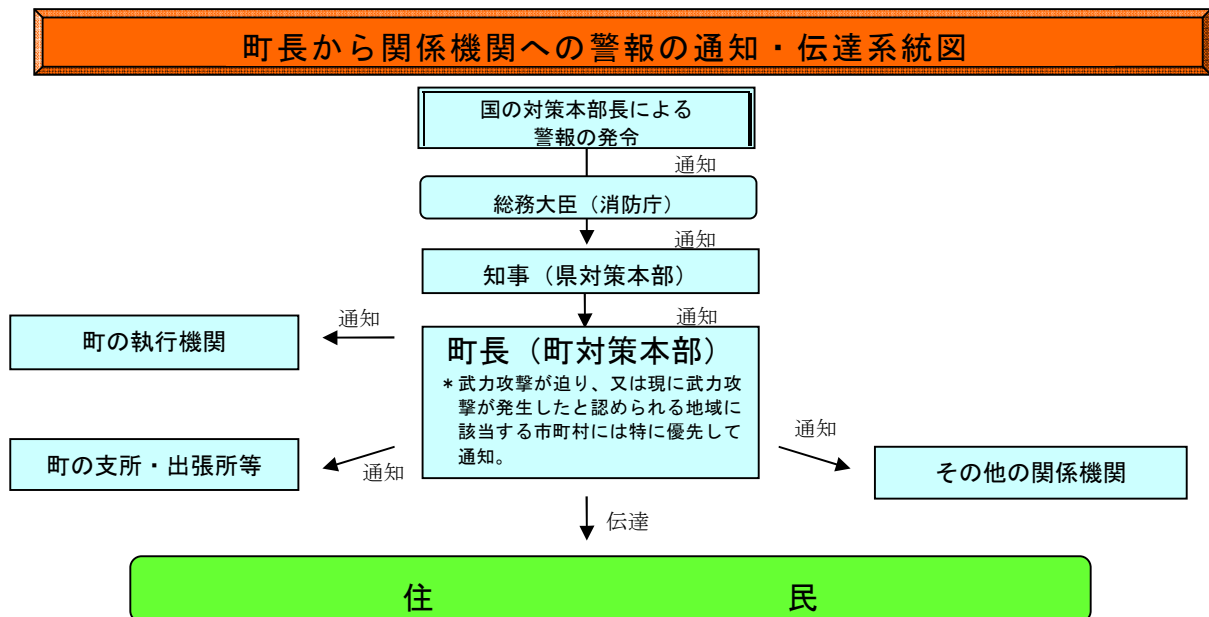 町長から関係機関への警報の通知・伝達系統図
国の対策本部長による
警報の発令
通知
総務大臣（消防庁）
通知
知事（県対策本部）
通知
町の執行機関
通知
町長（町対策本部）
＊武力攻撃が迫り、又は現に武力攻
撃が発生したと認められる地域に
該当する市町村には特に優先して
通知。
町の支所・出張所等
通知
通知
その他の関係機関
伝達
住　　　　　　　　　民